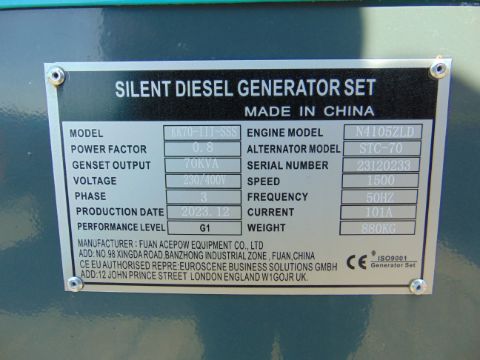 SILENT DIESEL GENERATOR SET
MADE IN CHINA
MODEL KK70-III-SSS ENGINE MODEL N4105ZLD
POWER FACTOR 0.8 ALTERNATOR MODEL STC-70
GENSET OUTPUT 70KVA SERIAL NUMBER 23120233
VOLTAGE 230/400V SPEED 1500
PHASE 3 FREQUENCY 50HZ
PRODUCTION DATE 2023.12 CURRENT 101A
PERFORMANCE LEVEL G1 WEIGHT 880KG
MANUFACTURER: FUAN ACEPOW EQUIPMENT CO., LTD
ADD: NO.98 XINGDA ROAD,BANZHONG INDUSTRIAL ZONE , FUAN,CHINA
CE EU AUTHORISED REPRE: EUROSCENE BUSINESS SOLUTIONS GMBH
ADD:12 JOHN PRINCE STREET LONDON ENGLAND W1GOJR UK.
CE ISO9001
Generator Set